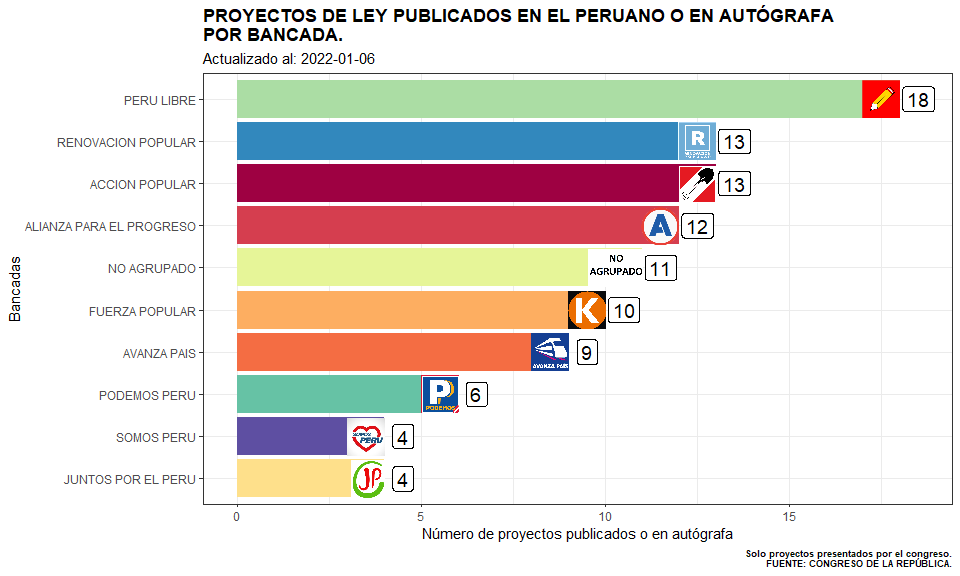 PROYECTOS DE LEY PUBLICADOS EN EL PERUANO O EN AUTÓGRAFA
POR BANCADA.
Actualizado al: 2022-01-06
Bancadas
PERU LIBRE
18
RENOVACION POPULAR
R
13
ACCION POPULAR
13
ALIANZA PARA EL PROGRESO
A
12
NO AGRUPADO
NO
AGRUPADO
11
FUERZA POPULAR
K
10
AVANZA PAIS
AVANZA PAIS
9
PODEMOS PERU
P
PODEMOS
6
SOMOS PERU
SOMOS
PERU
4
JUNTOS POR EL PERU
JP
4
0 5 10 15
Número de proyectos publicados o en autógrafa
Solo proyectos presentados por el congreso.
FUENTE: CONGRESO DE LA REPÚBLICA.